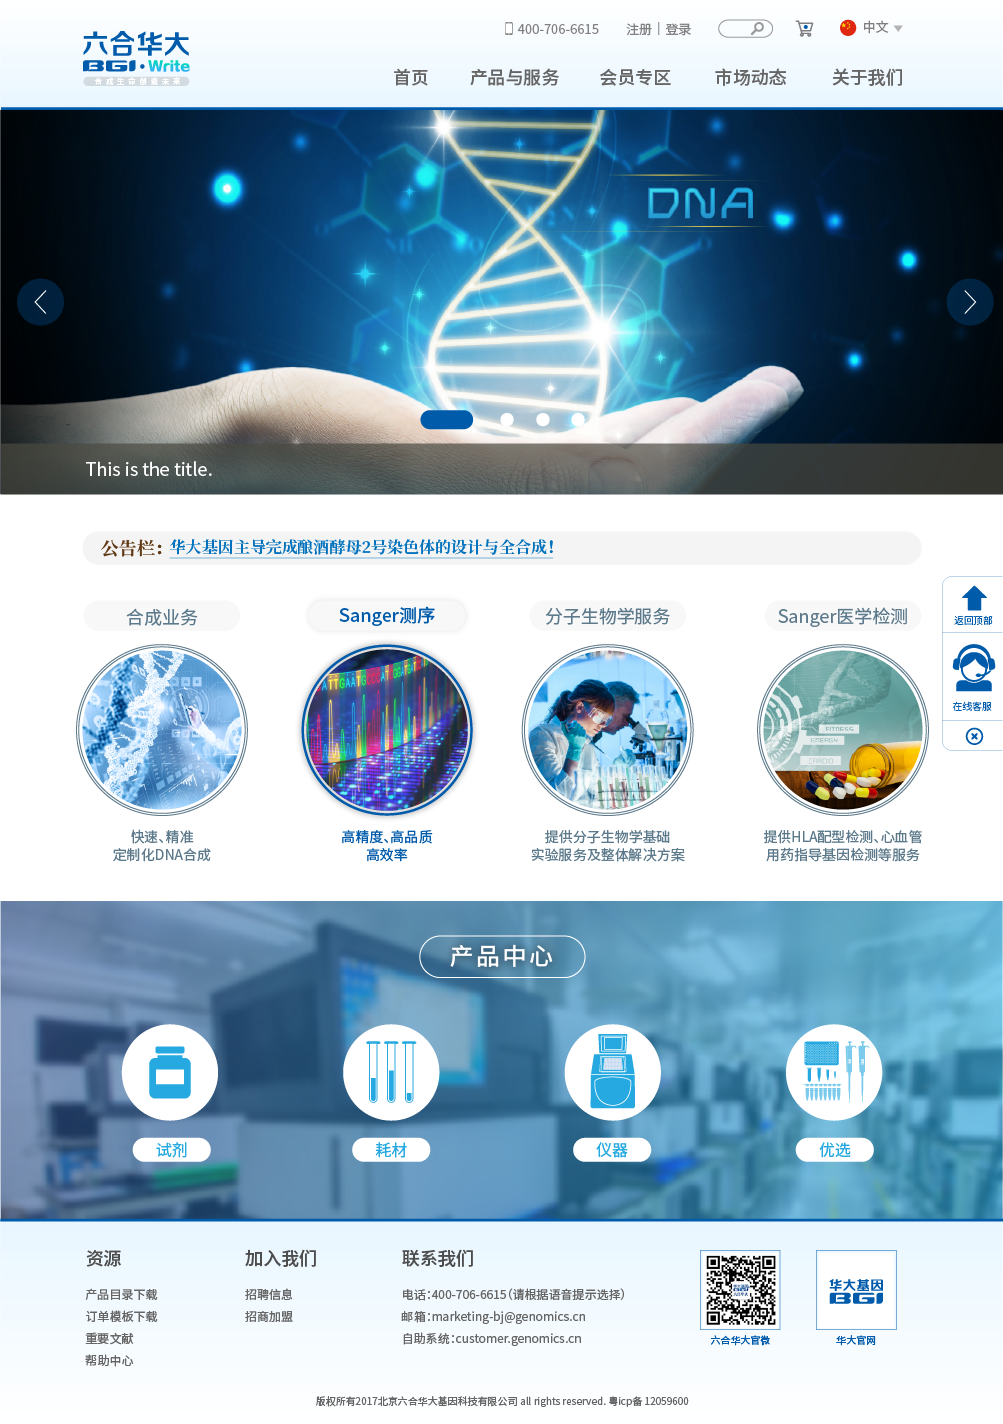 400-706-6615 注册 | 登录 中文
六合华大
BGI·Write
合成生命创造未来
首页 产品与服务 会员专区 市场动态 关于我们
DNA
This is the title.
公告栏： 华大基因主导完成酿酒酵母2号染色体的设计与全合成！
返回顶部
在线客服
合成业务 Sanger测序 分子生物学服务 Sanger医学检测
ATTGAATGC
FITNESS
ENERGY
CARDIO
快速、精准
定制化DNA合成
高精度、高品质
高效率
提供分子生物学基础
实验服务及整体解决方案
提供HLA配型检测、心血管
用药指导基因检测等服务
产品中心
试剂 耗材 仪器 优选
资源
产品目录下载
订单模板下载
重要文献
帮助中心
加入我们
招聘信息
招商加盟
联系我们
电话：400-706-6615（请根据语音提示选择）
邮箱：marketing-bj@genomics.cn
自助系统：customer.genomics.cn
六合华大官微
华大基因
BGI
华大官网
版权所有2017北京六合华大基因科技有限公司 all rights reserved. 粤icp备 12059600